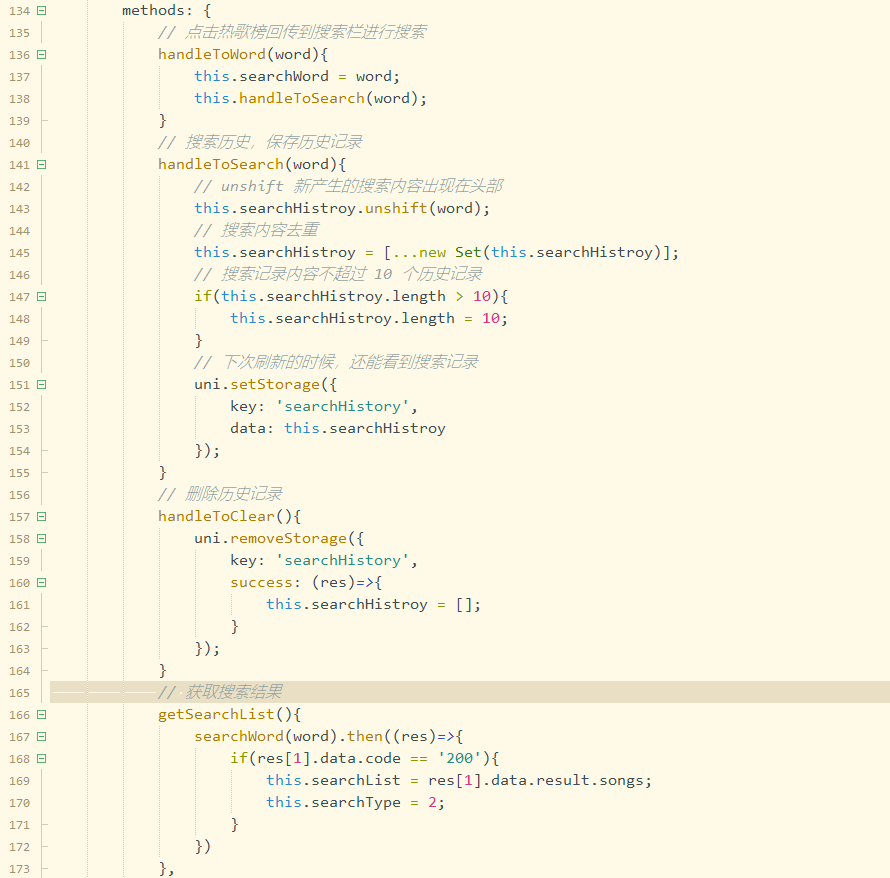 134 methods: {
135 // 点击热歌榜回传到搜索栏进行搜索
136 handleToWord(word){
137 this.searchWord = word;
138 this.handleToSearch(word);
139 }
140 // 搜索历史，保存历史记录
141 handleToSearch(word){
142 // unshift 新产生的搜索内容出现在头部
143 this.searchHistroy.unshift(word);
144 // 搜索内容去重
145 this.searchHistroy = [...new Set(this.searchHistroy)];
146 // 搜索记录内容不超过 10 个历史记录
147 if(this.searchHistroy.length > 10){
148 this.searchHistroy.length = 10;
149 }
150 // 下次刷新的时候，还能看到搜索记录
151 uni.setStorage({
152 key: 'searchHistory',
153 data: this.searchHistroy
154 });
155 }
156 // 删除历史记录
157 handleToClear(){
158 uni.removeStorage({
159 key: 'searchHistory',
160 success: (res)=>{
161 this.searchHistroy = [];
162 }
163 });
164 }
165 // 获取搜索结果
166 getSearchList(){
167 searchWord(word).then((res)=>{
168 if(res[1].data.code == '200'){
169 this.searchList = res[1].data.result.songs;
170 this.searchType = 2;
171 }
172 })
173 },